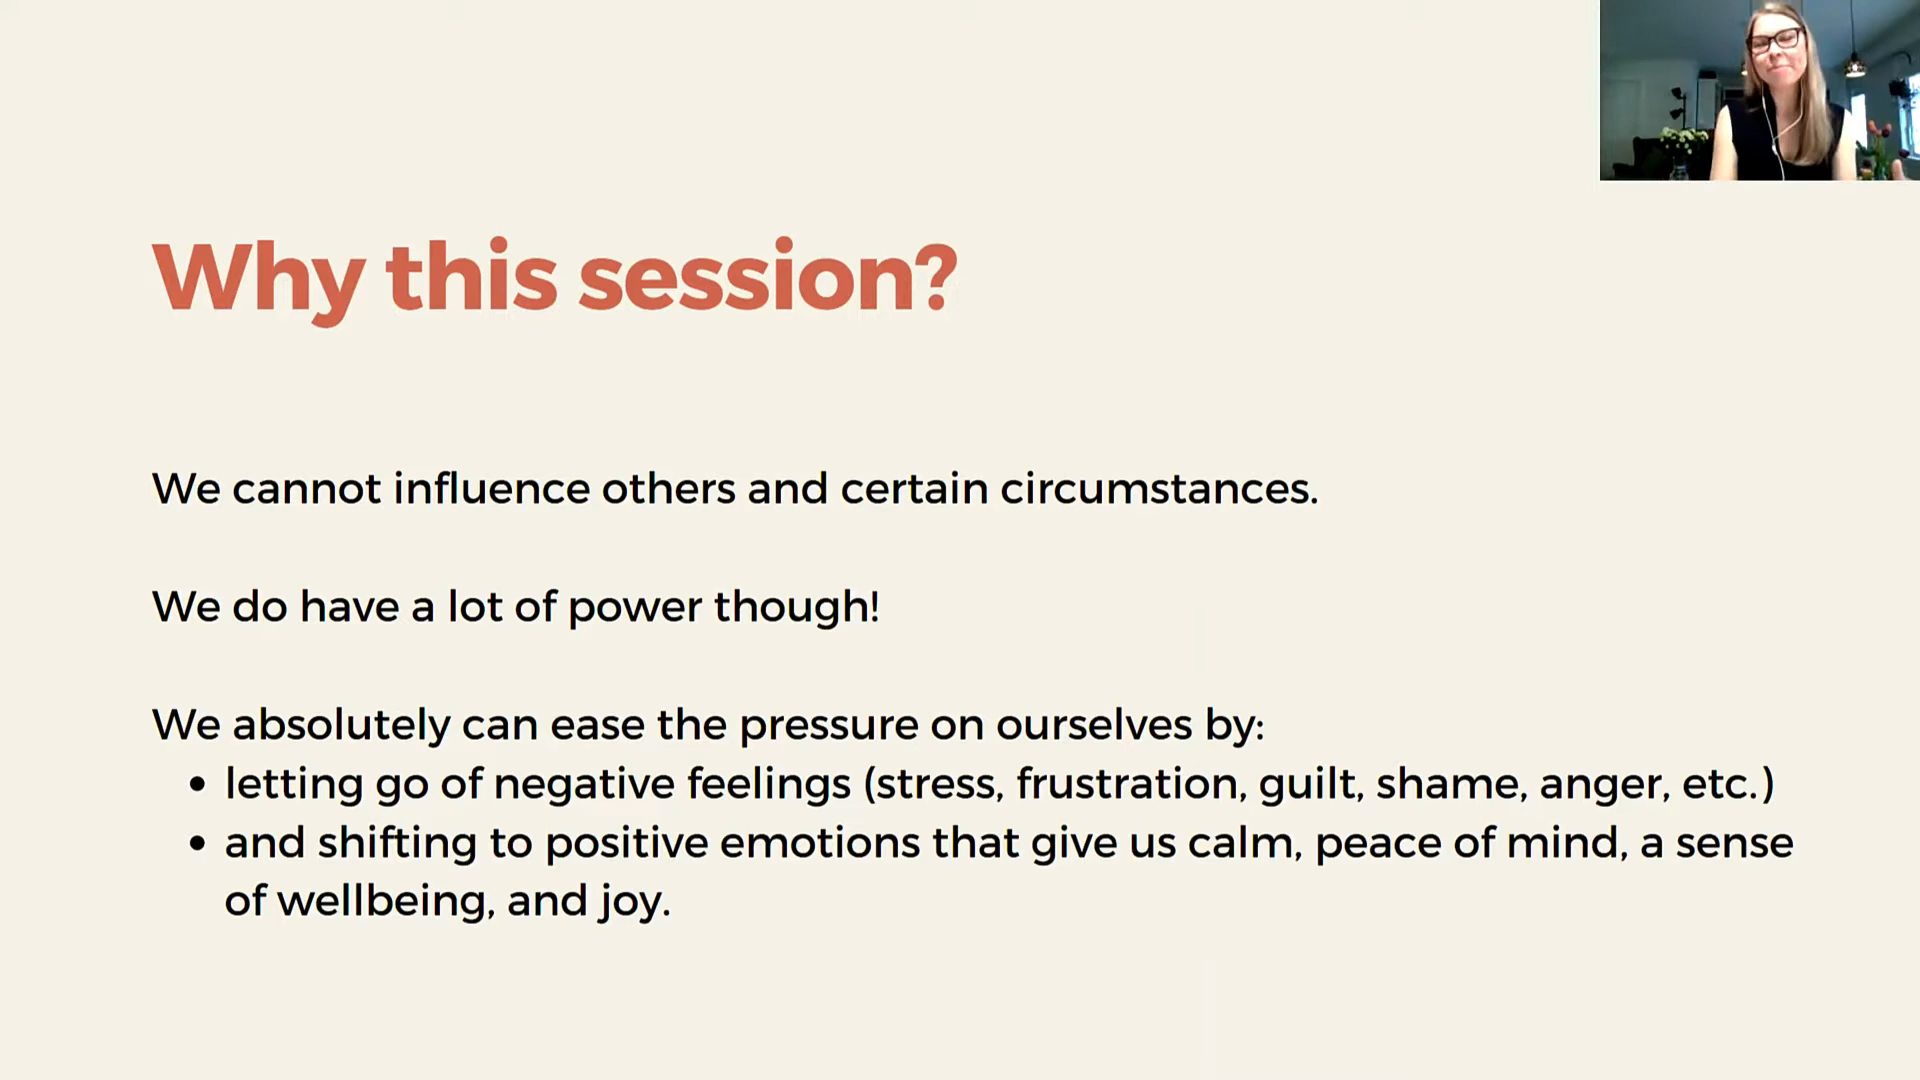 Why this session?
We cannot influence others and certain circumstances.
We do have a lot of power though!
We absolutely can ease the pressure on ourselves by:
• letting go of negative feelings (stress, frustration, guilt, shame, anger, etc.)
• and shifting to positive emotions that give us calm, peace of mind, a sense
of wellbeing, and joy.